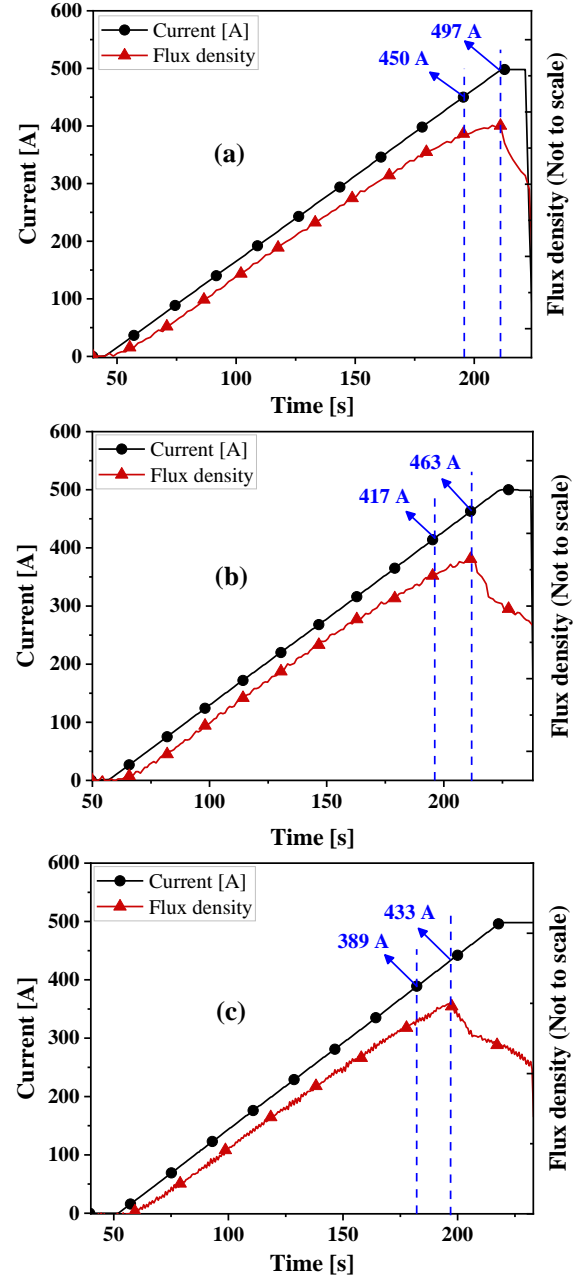 Current [A]
Flux density
600
500
400
300
200
100
0
450 A
497 A
(a)
50
100
150
200
Time [s]
Current [A]
Flux density (Not to scale)
Current [A]
Flux density
600
500
400
300
200
100
0
417 A
463 A
(b)
50
100
150
200
Time [s]
Current [A]
Flux density (Not to scale)
Current [A]
Flux density
600
500
400
300
200
100
0
389 A
433 A
(c)
50
100
150
200
Time [s]
Current [A]
Flux density (Not to scale)